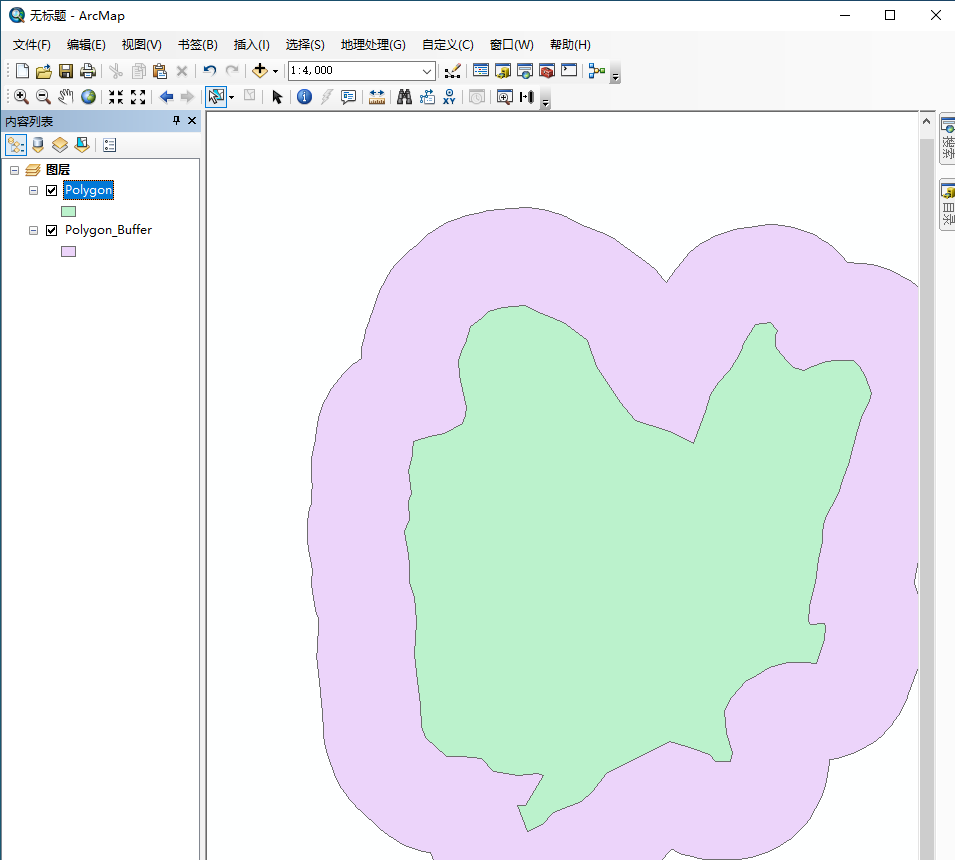 无标题 - ArcMap
文件(F) 编辑(E) 视图(V) 书签(B) 插入(I) 选择(S) 地理处理(G) 自定义(C) 窗口(W) 帮助(H)
1:4,000
XY
内容列表
图层
Polygon
Polygon_Buffer
搜索
目录